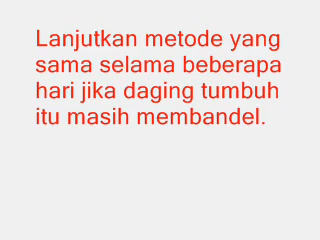 Lanjutkan metode yang
sama selama beberapa
hari jika daging tumbuh
itu masih membandel.